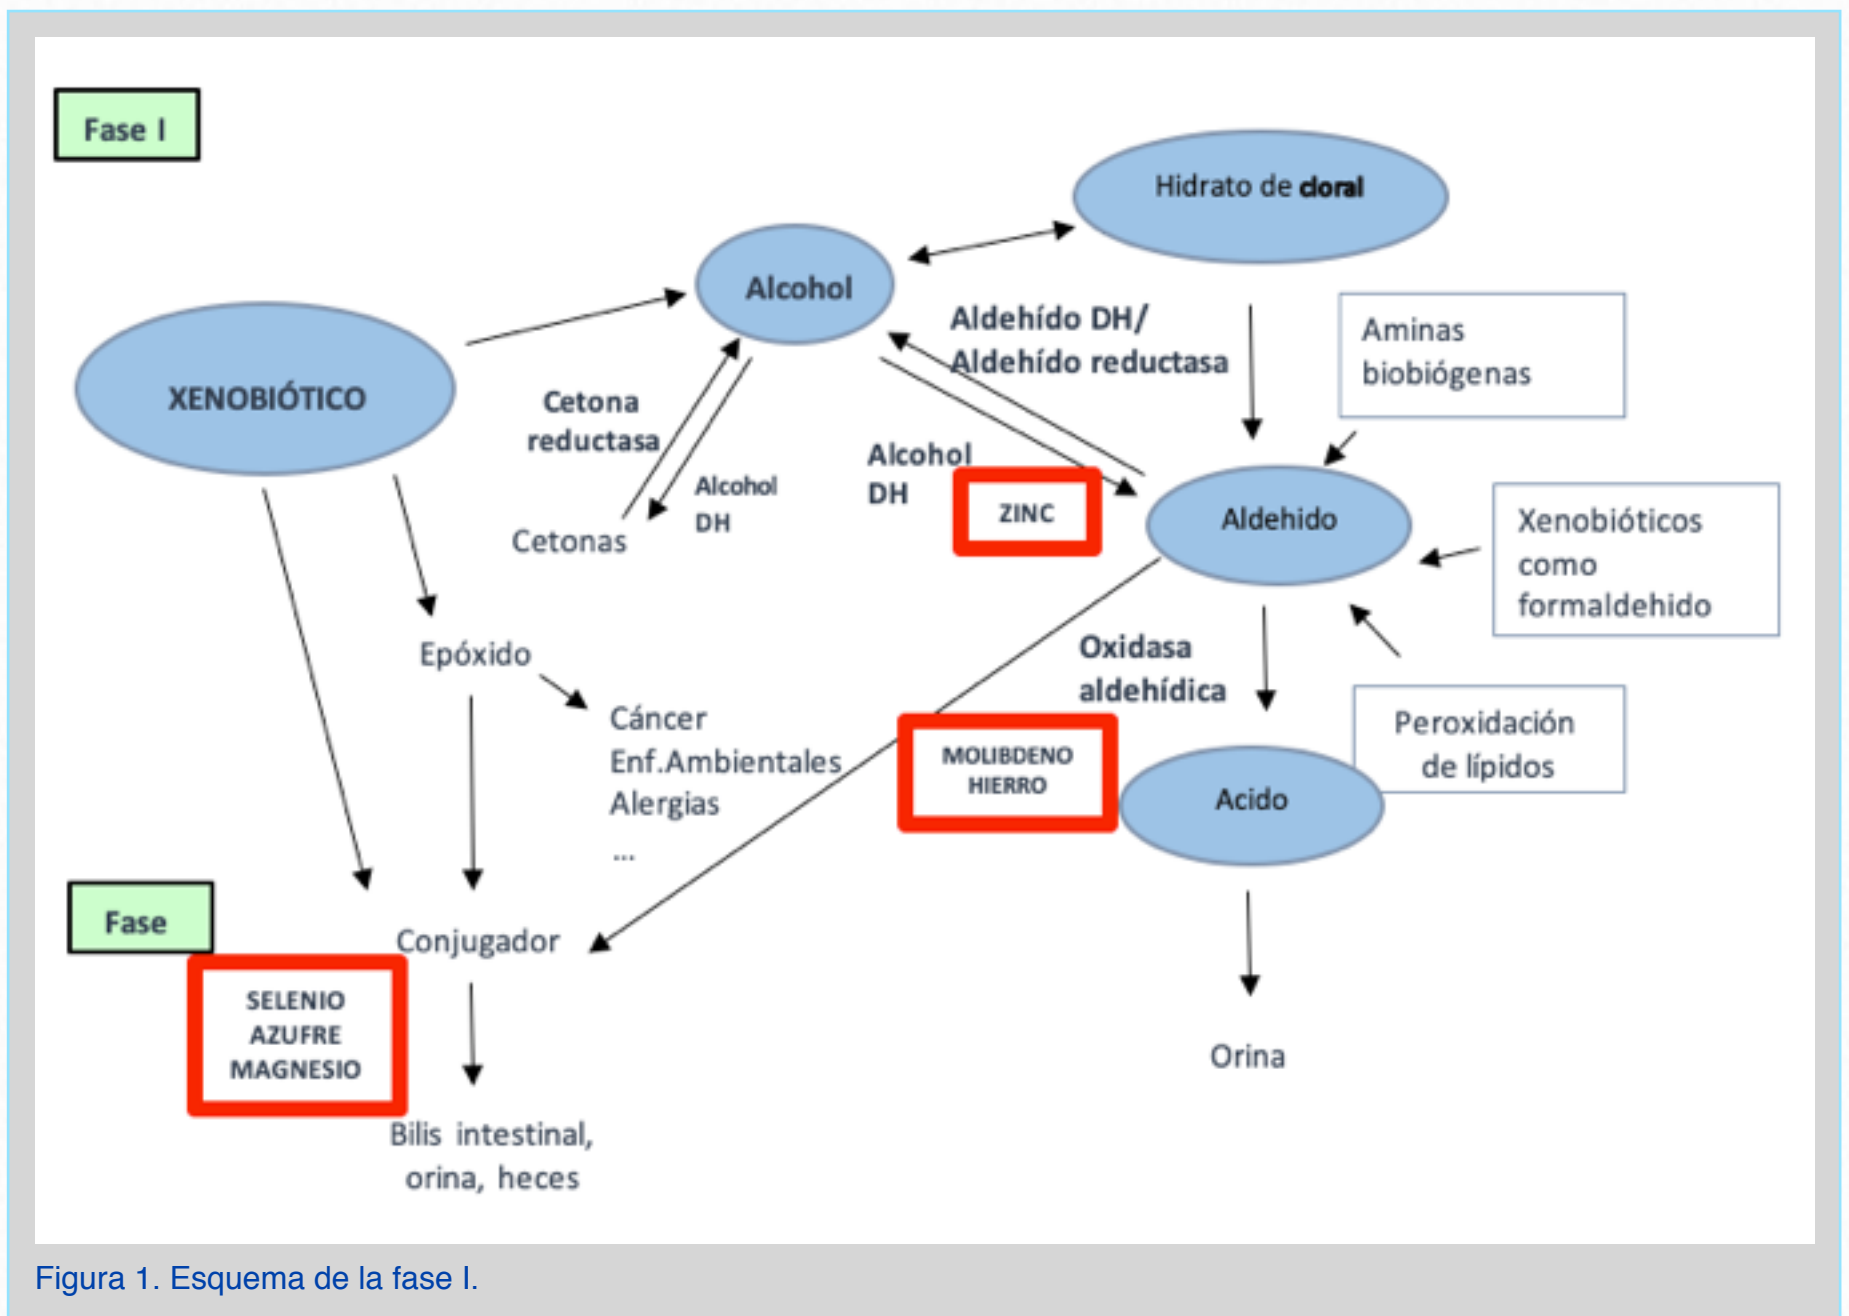 Fase I
Hidrato de cloral
Alcohol
Aldehído DH/
Aldehído reductasa
Aminas
biobiógenas
XENOBIÓTICO
Cetona
reductasa
Alcohol
DH
Alcohol
DH
ZINC
Cetonas
Aldehido
Xenobióticos
como
formaldehido
Epóxido
Oxidasa
aldehídica
Cáncer
Enf.Ambientales
Alergias
...
MOLIBDENO
HIERRO
Peroxidación
de lípidos
Acido
Fase
Conjugador
SELENIO
AZUFRE
MAGNESIO
Orina
Bilis intestinal,
orina, heces
Figura 1. Esquema de la fase I.